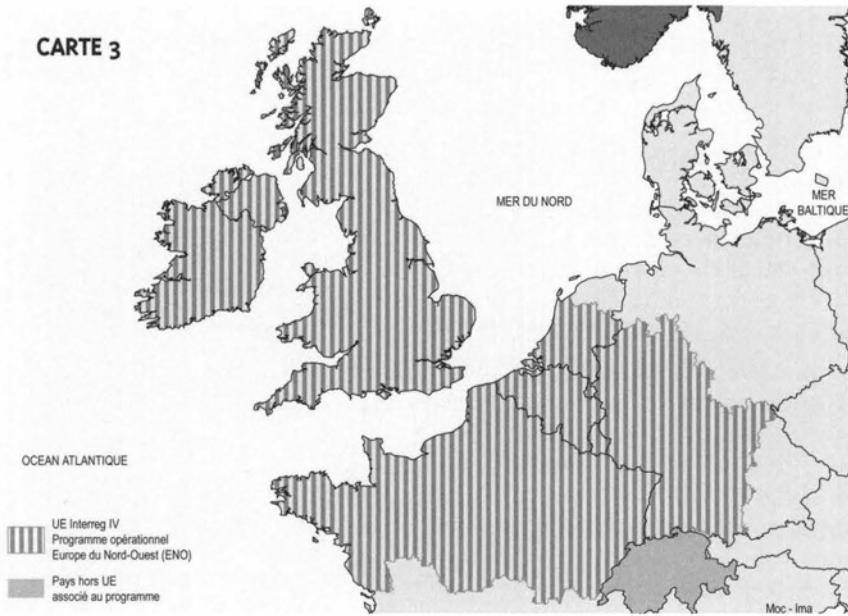 CARTE 3
MER DU NORD
MER
BALTIQUE
OCEAN ATLANTIQUE
UE Interreg IV
Programme opérationnel
Europe du Nord-Ouest (ENO)
Pays hors UE
associé au programme
Moc - Ima